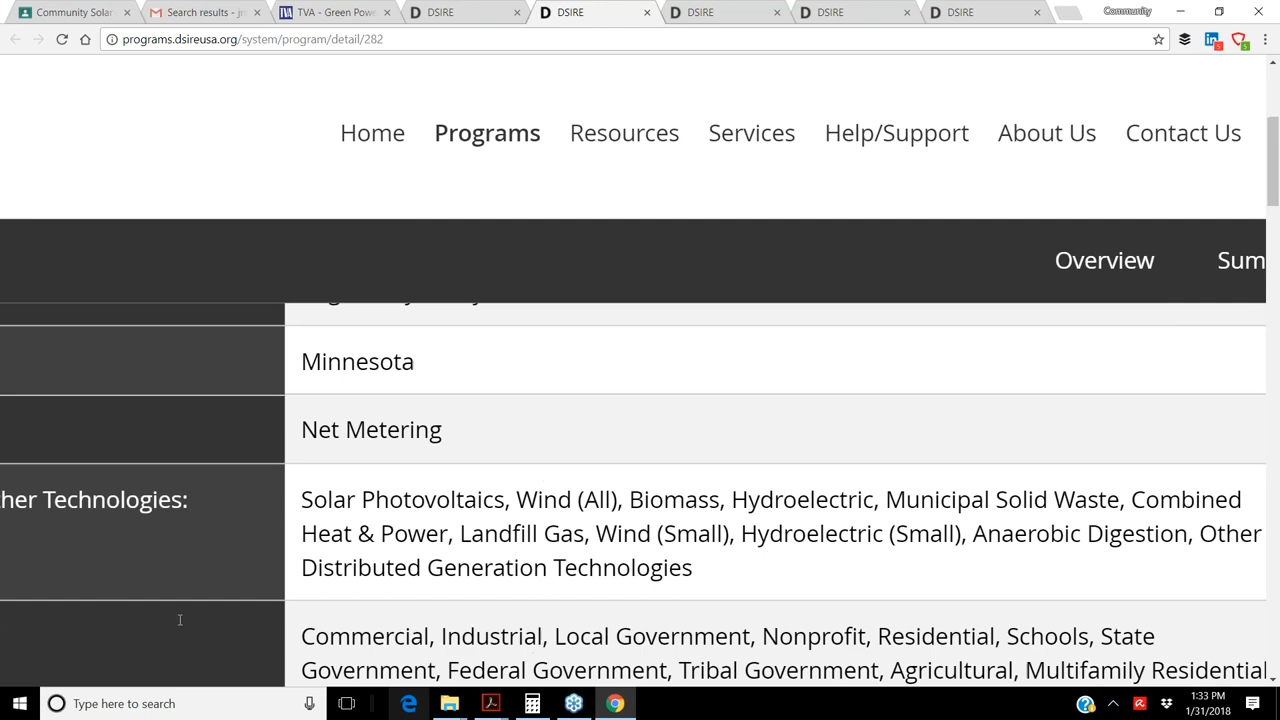 Community Solar
Search results - jm
TVA - Green Powe
DSIRE
DSIRE
DSIRE
DSIRE
DSIRE
Community
programs.dsireusa.org/system/program/detail/282
Home Programs Resources Services Help/Support About Us Contact Us
Overview Sum
Minnesota
Net Metering
her Technologies:
Solar Photovoltaics, Wind (All), Biomass, Hydroelectric, Municipal Solid Waste, Combined
Heat & Power, Landfill Gas, Wind (Small), Hydroelectric (Small), Anaerobic Digestion, Other
Distributed Generation Technologies
Commercial, Industrial, Local Government, Nonprofit, Residential, Schools, State
Government, Federal Government, Tribal Government, Agricultural, Multifamily Residential
Type here to search
1:33 PM
1/31/2018